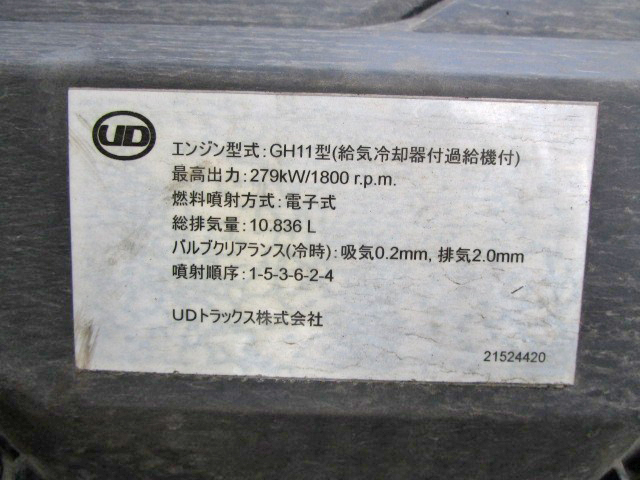 UD
エンジン型式:GH11型(給気冷却器付過給機付)
最高出力:279kW/1800 r.p.m.
燃料噴射方式:電子式
総排気量:10.836 L
バルブクリアランス(冷時):吸気0.2mm, 排気2.0mm
噴射順序:1-5-3-6-2-4
UDトラックス株式会社
21524420